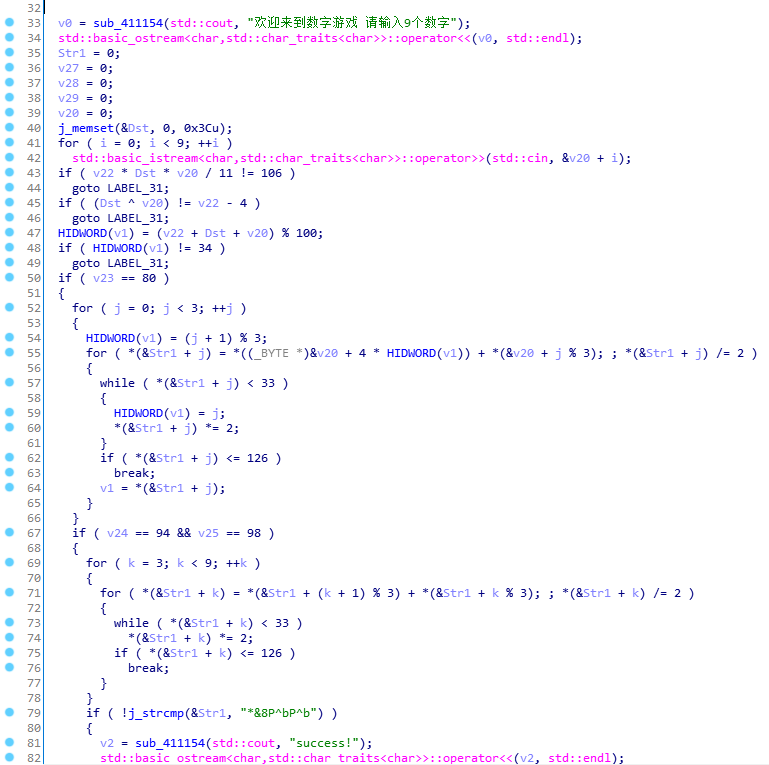 32
33 v0 = sub_411154(std::cout, "欢迎来到数字游戏 请输入9个数字");
34 std::basic_ostream<char,std::char_traits<char>>::operator<<(v0, std::endl);
35 Str1 = 0;
36 v27 = 0;
37 v28 = 0;
38 v29 = 0;
39 v20 = 0;
40 j_memset(&Dst, 0, 0x3Cu);
41 for ( i = 0; i < 9; ++i )
42 std::basic_istream<char,std::char_traits<char>>::operator>>(std::cin, &v20 + i);
43 if ( v22 * Dst * v20 / 11 != 106 )
44 goto LABEL_31;
45 if ( (Dst ^ v20) != v22 - 4 )
46 goto LABEL_31;
47 HIDWORD(v1) = (v22 + Dst + v20) % 100;
48 if ( HIDWORD(v1) != 34 )
49 goto LABEL_31;
50 if ( v23 == 80 )
51 {
52 for ( j = 0; j < 3; ++j )
53 {
54 HIDWORD(v1) = (j + 1) % 3;
55 for ( *(&Str1 + j) = *((_BYTE *)&v20 + 4 * HIDWORD(v1)) + *(&v20 + j % 3); ; *(&Str1 + j) /= 2 )
56 {
57 while ( *(&Str1 + j) < 33 )
58 {
59 HIDWORD(v1) = j;
60 *(&Str1 + j) *= 2;
61 }
62 if ( *(&Str1 + j) <= 126 )
63 break;
64 v1 = *(&Str1 + j);
65 }
66 }
67 if ( v24 == 94 && v25 == 98 )
68 {
69 for ( k = 3; k < 9; ++k )
70 {
71 for ( *(&Str1 + k) = *(&Str1 + (k + 1) % 3) + *(&Str1 + k % 3); ; *(&Str1 + k) /= 2 )
72 {
73 while ( *(&Str1 + k) < 33 )
74 *(&Str1 + k) *= 2;
75 if ( *(&Str1 + k) <= 126 )
76 break;
77 }
78 }
79 if ( !j_strcmp(&Str1, "*&8P^bP^b") )
80 {
81 v2 = sub_411154(std::cout, "success!");
82 std::basic_ostream<char,std::char_traits<char>>::operator<<(v2, std::endl);